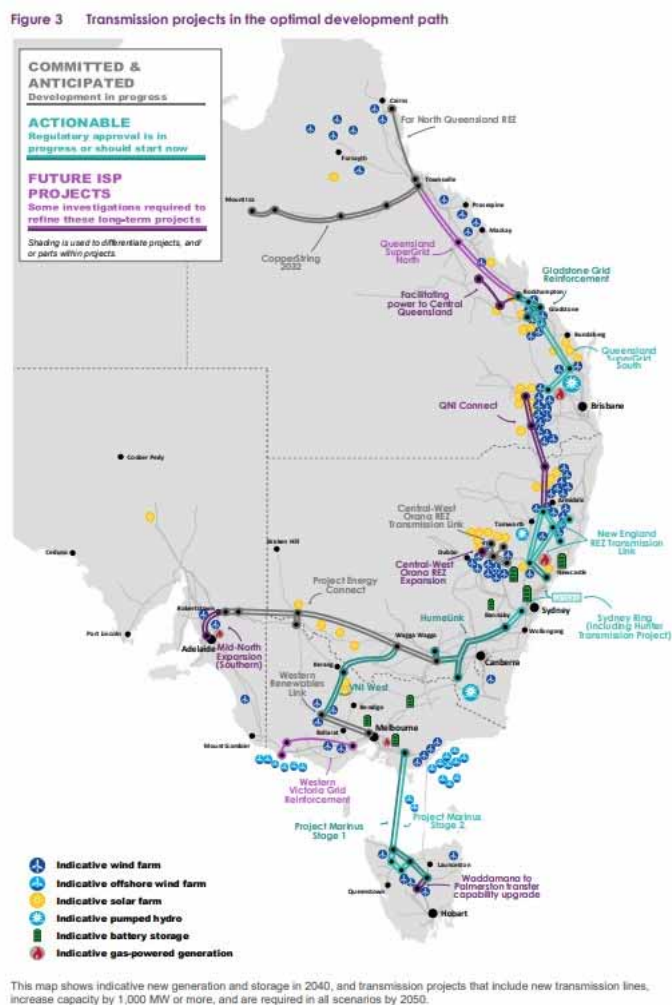 Figure 3 Transmission projects in the optimal development path
COMMITTED &
ANTICIPATED
Development in progress
ACTIONABLE
Regulatory approval is in
progress or should start now
FUTURE ISP
PROJECTS
Some investigations required to
refine these long-term projects
Shading is used to differentiate projects, and/
or parts within projects.
Cairns
Far North Queensland REZ
Forsayth
Townsville
Mount Isa
Proserpine
Mackay
CopperString
2032
Queensland
SuperGrid
North
Gladstone Grid
Reinforcement
Facilitating
power to Central
Queensland
Rockhampton
Gladstone
Bundaberg
Queensland
SuperGrid
South
QNI Connect
Brisbane
Coober Pedy
Armidale
Central-West
Orana REZ
Transmission Link
Tamworth
New England
REZ Transmission
Link
Ceduna
Broken Hill
Dubbo
Central-West
Orana REZ
Expansion
Newcastle
Project Energy
Connect
Robertstown
HumeLink
Sydney
Sydney Ring
(including Hunter
Transmission Project)
Port Lincoln
Adelaide
Mid-North
Expansion
(Southern)
Wagga Wagga
Wollongong
Canberra
Western
Renewables
Link
Kerang
VNI West
Bendigo
Mount Gambier
Ballarat
Melbourne
Western
Victoria Grid
Reinforcement
Project Marinus
Stage 1
Project Marinus
Stage 2
Launceston
Queenstown
Waddamana to
Palmerston transfer
capability upgrade
Hobart
Indicative wind farm
Indicative offshore wind farm
Indicative solar farm
Indicative pumped hydro
Indicative battery storage
Indicative gas-powered generation
This map shows indicative new generation and storage in 2040, and transmission projects that include new transmission lines,
increase capacity by 1,000 MW or more, and are required in all scenarios by 2050.